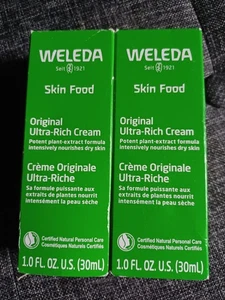 WELEDA
Seit 1921
Skin Food
Original
Ultra-Rich Cream
Potent plant-extract formula
intensively nourishes dry skin
Crème Originale
Ultra-Riche
Sa formule puissante aux
extraits de plantes nourrit
intensément la peau sèche
Certified Natural Personal Care
Cosmétiques Naturels Certifiés
1.0 FL. OZ. U.S. (30mL)
WELEDA
Seit 1921
Skin Food
Original
Ultra-Rich Cream
Potent plant-extract formula
intensively nourishes dry skin
Crème Originale
Ultra-Riche
Sa formule puissante aux
extraits de plantes nourrit
intensément la peau sèche
Certified Natural Personal Care
Cosmétiques Naturels Certifiés
1.0 FL. OZ. U.S. (30mL)